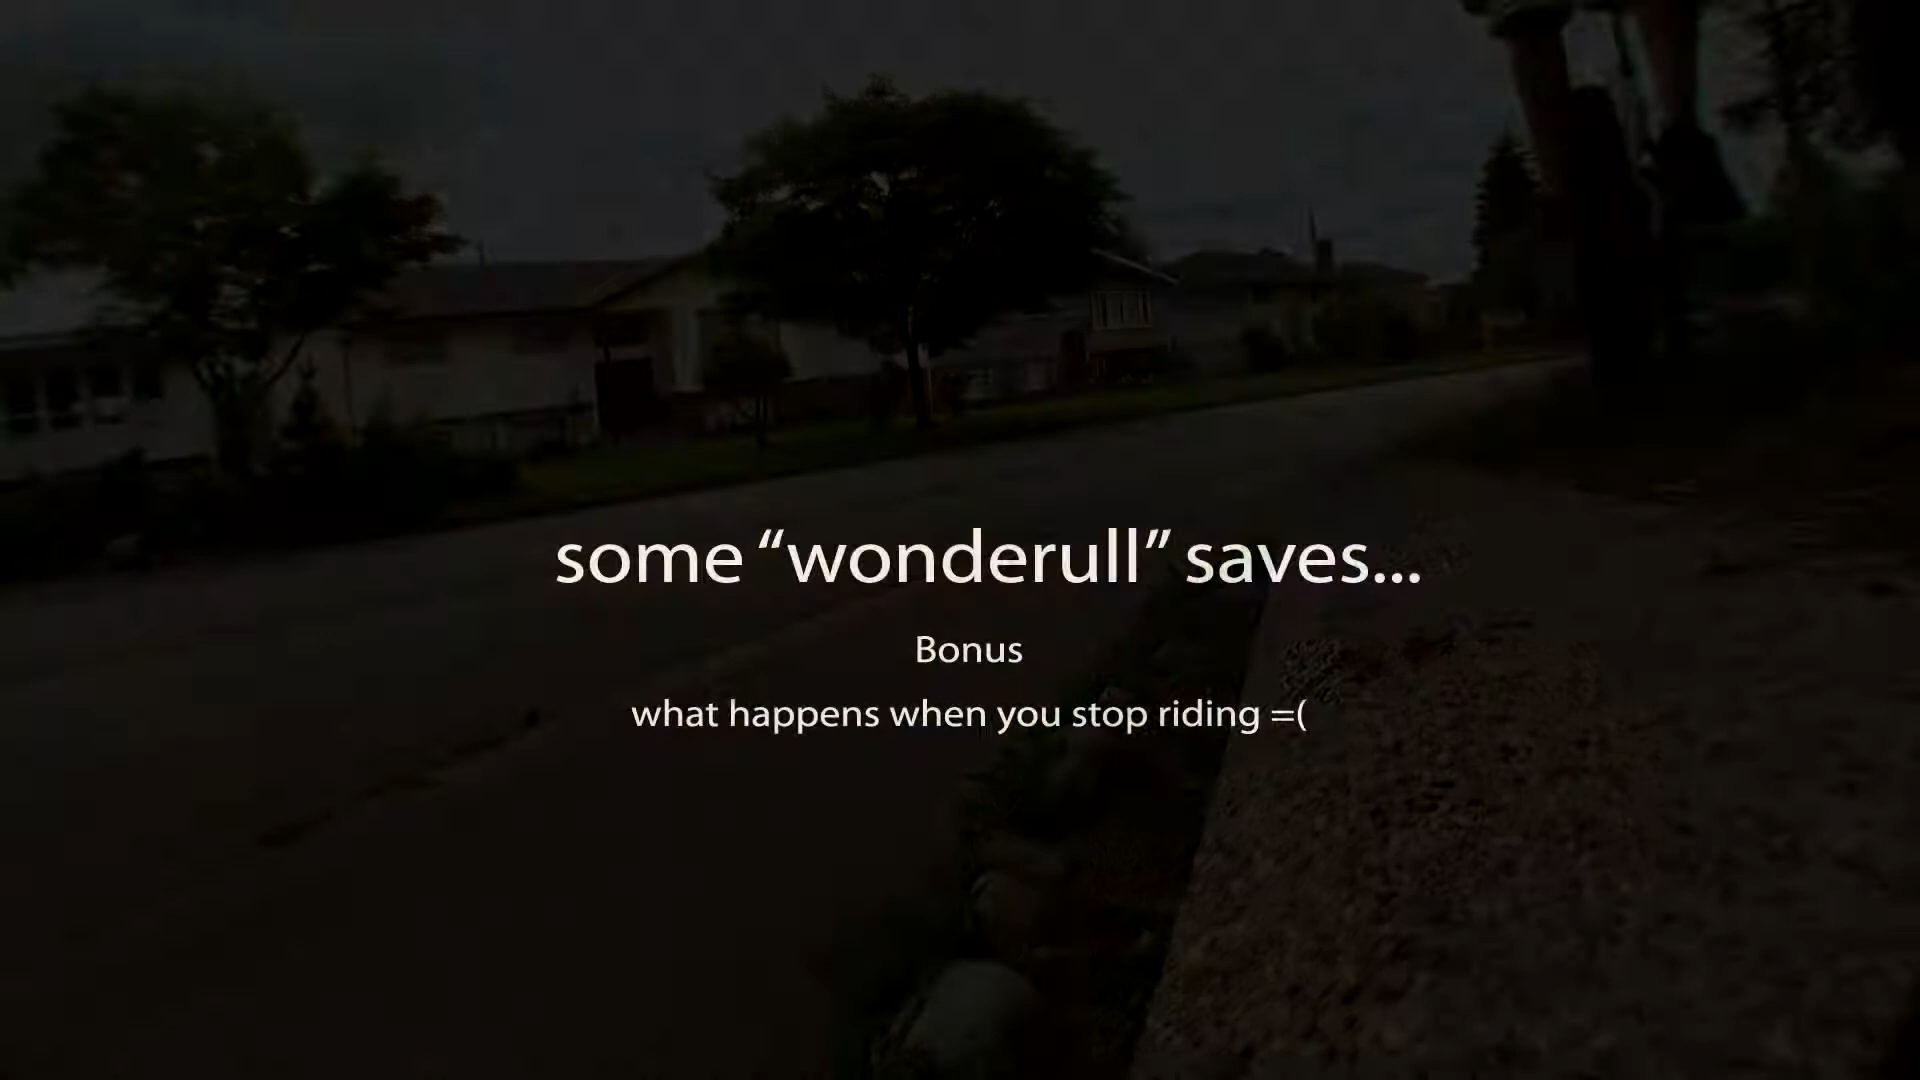 some “wonderull” saves...
Bonus
what happens when you stop riding =(